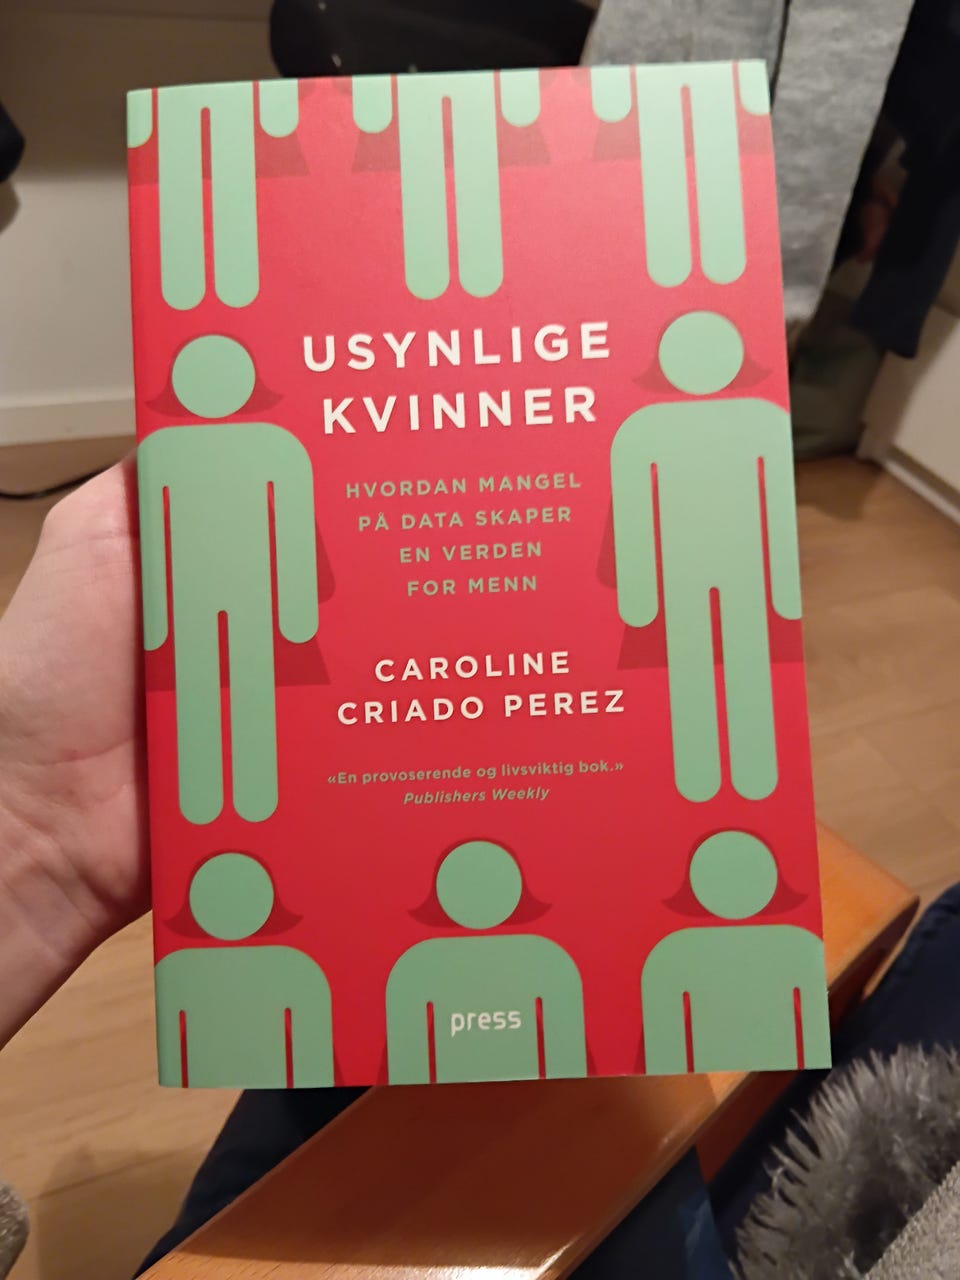 USYNLIGE
KVINNER
HVORDAN MANGEL
PÅ DATA SKAPER
EN VERDEN
FOR MENN
CAROLINE
CRIADO PEREZ
«En provoserende og livsviktig bok.»
Publishers Weekly
press